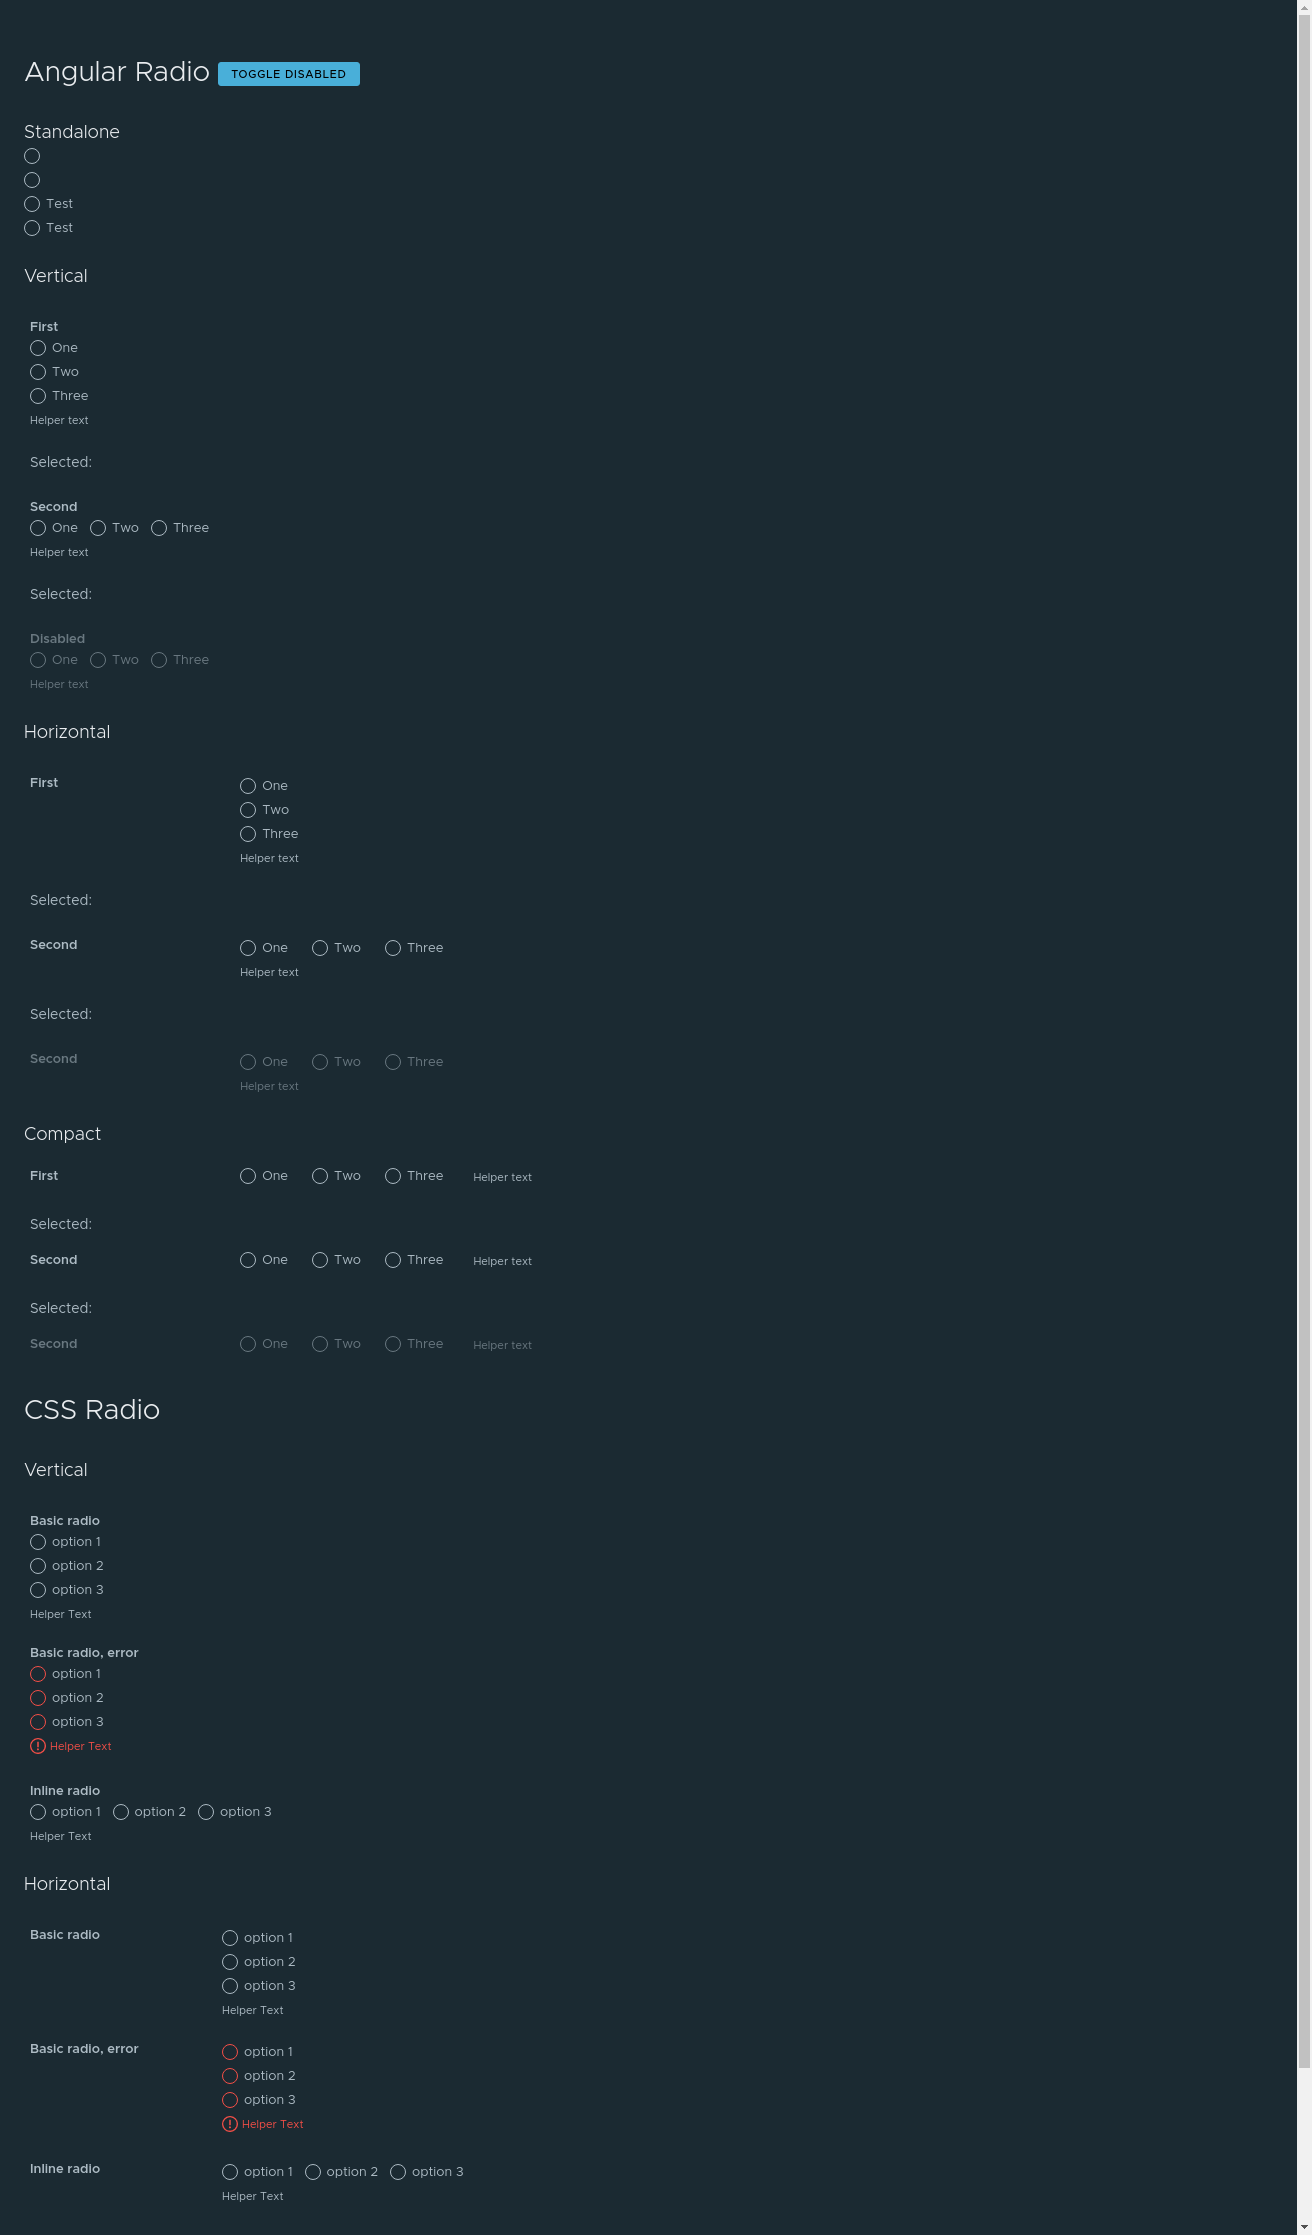 Angular Radio TOGGLE DISABLED
Standalone
Test
Test
Vertical
First
One
Two
Three
Helper text
Selected:
Second
One Two Three
Helper text
Selected:
Disabled
One Two Three
Helper text
Horizontal
First One
Two
Three
Helper text
Selected:
Second One Two Three
Helper text
Selected:
Second One Two Three
Helper text
Compact
First One Two Three Helper text
Selected:
Second One Two Three Helper text
Selected:
Second One Two Three Helper text
CSS Radio
Vertical
Basic radio
option 1
option 2
option 3
Helper Text
Basic radio, error
option 1
option 2
option 3
Helper Text
Inline radio
option 1 option 2 option 3
Helper Text
Horizontal
Basic radio option 1
option 2
option 3
Helper Text
Basic radio, error option 1
option 2
option 3
Helper Text
Inline radio option 1 option 2 option 3
Helper Text